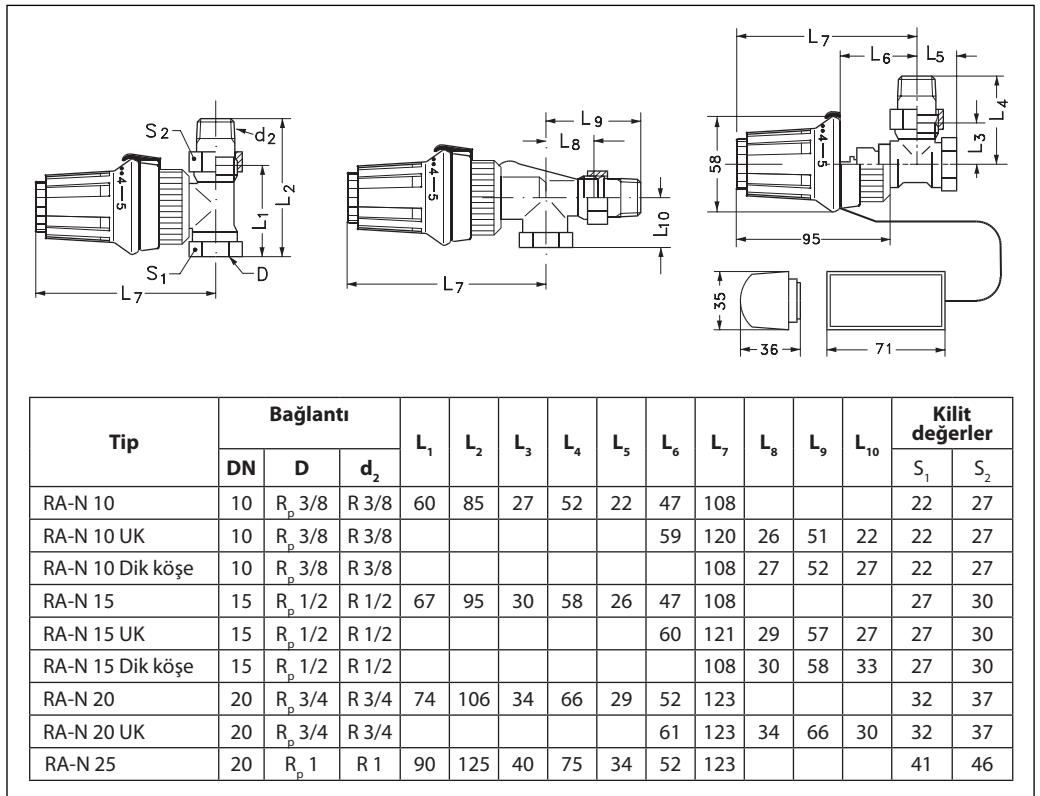 S2
d2
L2
L1
S1
D
L7
4—5
L9
L8
L10
L7
4—5
L7
L6
L5
L4
L3
58
4—5
95
35
36
71
Tip Bağlantı L1 L2 L3 L4 L5 L6 L7 L8 L9 L10 Kilit değerler
DN D d2 S1 S2
RA-N 10 10 Rp 3/8 R 3/8 60 85 27 52 22 47 108 22 27
RA-N 10 UK 10 Rp 3/8 R 3/8 59 120 26 51 22 22 27
RA-N 10 Dik köşe 10 Rp 3/8 R 3/8 108 27 52 27 22 27
RA-N 15 15 Rp 1/2 R 1/2 67 95 30 58 26 47 108 27 30
RA-N 15 UK 15 Rp 1/2 R 1/2 60 121 29 57 27 27 30
RA-N 15 Dik köşe 15 Rp 1/2 R 1/2 108 30 58 33 27 30
RA-N 20 20 Rp 3/4 R 3/4 74 106 34 66 29 52 123 32 37
RA-N 20 UK 20 Rp 3/4 R 3/4 61 123 34 66 30 32 37
RA-N 25 20 Rp 1 R 1 90 125 40 75 34 52 123 41 46